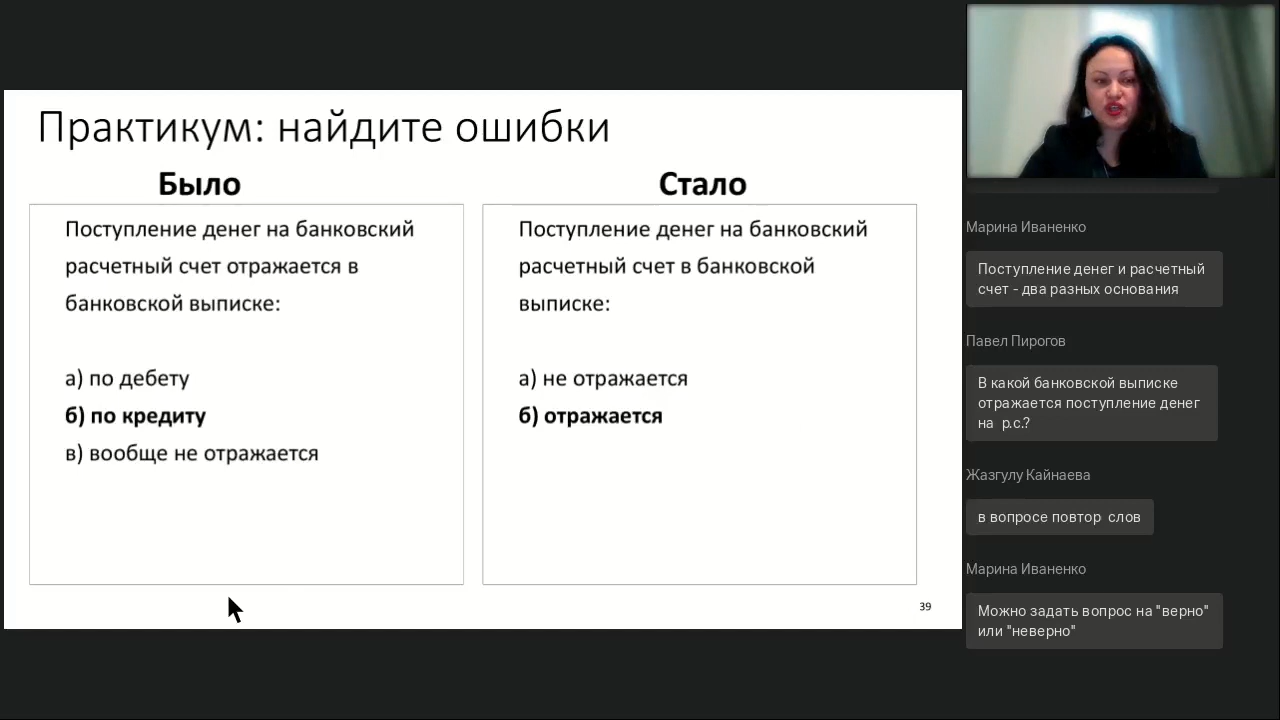 Практикум: найдите ошибки
Было
Поступление денег на банковский
расчетный счет отражается в
банковской выписке:
а) по дебету
б) по кредиту
в) вообще не отражается
Стало
Поступление денег на банковский
расчетный счет в банковской
выписке:
а) не отражается
б) отражается
39
Марина Иваненко
Поступление денег и расчетный
счет - два разных основания
Павел Пирогов
В какой банковской выписке
отражается поступление денег
на р.с.?
Жазгулу Кайнаева
в вопросе повтор слов
Марина Иваненко
Можно задать вопрос на "верно"
или "неверно"